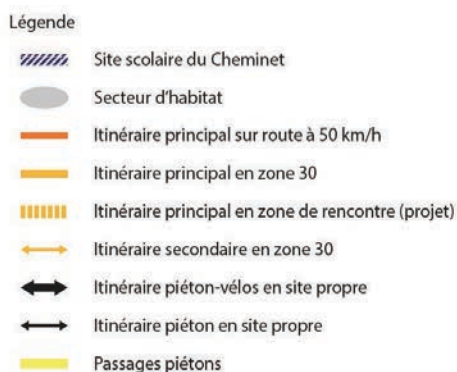 Légende
Site scolaire du Cheminet
Secteur d'habitat
Itinéraire principal sur route à 50 km/h
Itinéraire principal en zone 30
Itinéraire principal en zone de rencontre (projet)
Itinéraire secondaire en zone 30
Itinéraire piéton-vélos en site propre
Itinéraire piéton en site propre
Passages piétons